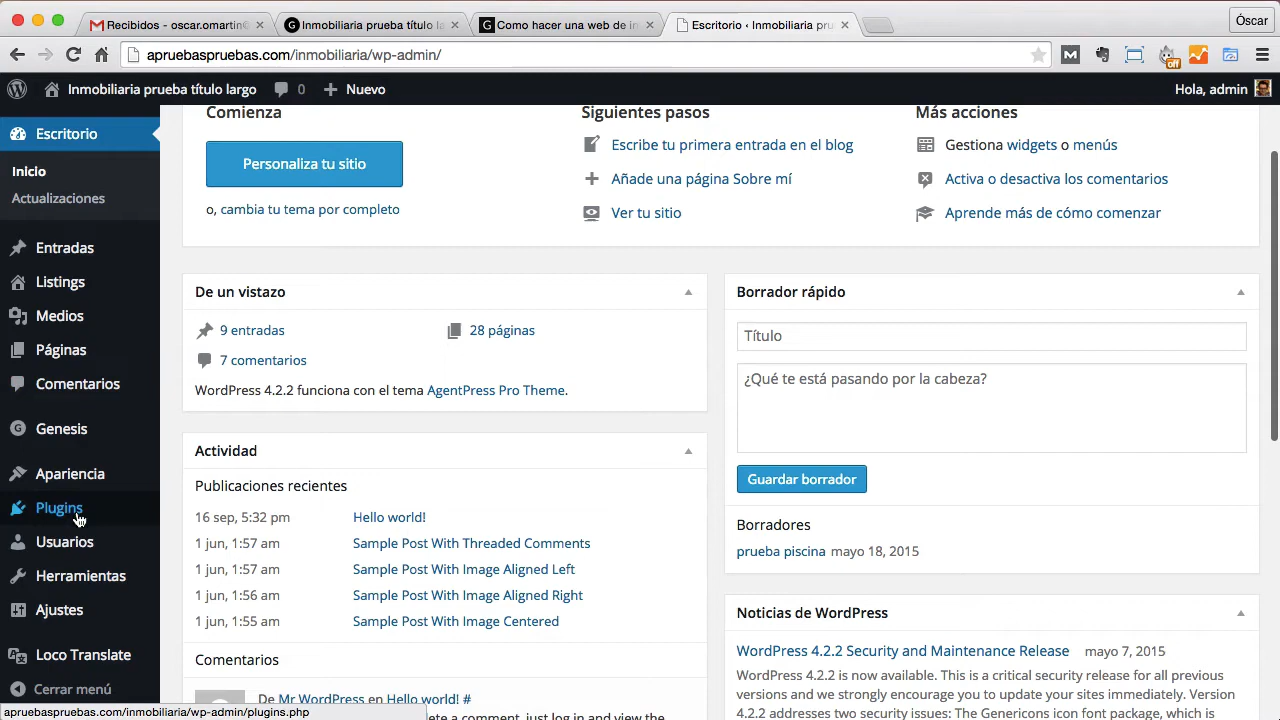 Recibidos - oscar.omartin@
Inmobiliaria prueba título la
Como hacer una web de in
Escritorio ‹ Inmobiliaria pru
Óscar
apruebaspruebas.com/inmobiliaria/wp-admin/
off
Inmobiliaria prueba título largo
0
Nuevo
Hola, admin
Escritorio
Inicio
Actualizaciones
Entradas
Listings
Medios
Páginas
Comentarios
Genesis
Apariencia
Plugins
Usuarios
Herramientas
Ajustes
Loco Translate
Cerrar menú
Comienza
Personaliza tu sitio
o, cambia tu tema por completo
Siguientes pasos
Escribe tu primera entrada en el blog
Añade una página Sobre mí
Ver tu sitio
Más acciones
Gestiona widgets o menús
Activa o desactiva los comentarios
Aprende más de cómo comenzar
De un vistazo
9 entradas
28 páginas
7 comentarios
WordPress 4.2.2 funciona con el tema AgentPress Pro Theme.
Actividad
Publicaciones recientes
16 sep, 5:32 pm Hello world!
1 jun, 1:57 am Sample Post With Threaded Comments
1 jun, 1:57 am Sample Post With Image Aligned Left
1 jun, 1:56 am Sample Post With Image Aligned Right
1 jun, 1:55 am Sample Post With Image Centered
Comentarios
De Mr WordPress en Hello world! #
te a comment, just log in and view the
Borrador rápido
Título
¿Qué te está pasando por la cabeza?
Guardar borrador
Borradores
prueba piscina mayo 18, 2015
Noticias de WordPress
WordPress 4.2.2 Security and Maintenance Release mayo 7, 2015
WordPress 4.2.2 is now available. This is a critical security release for all previous
versions and we strongly encourage you to update your sites immediately. Version
4.2.2 addresses two security issues: The Genericons icon font package, which is
apruebaspruebas.com/inmobiliaria/wp-admin/plugins.php